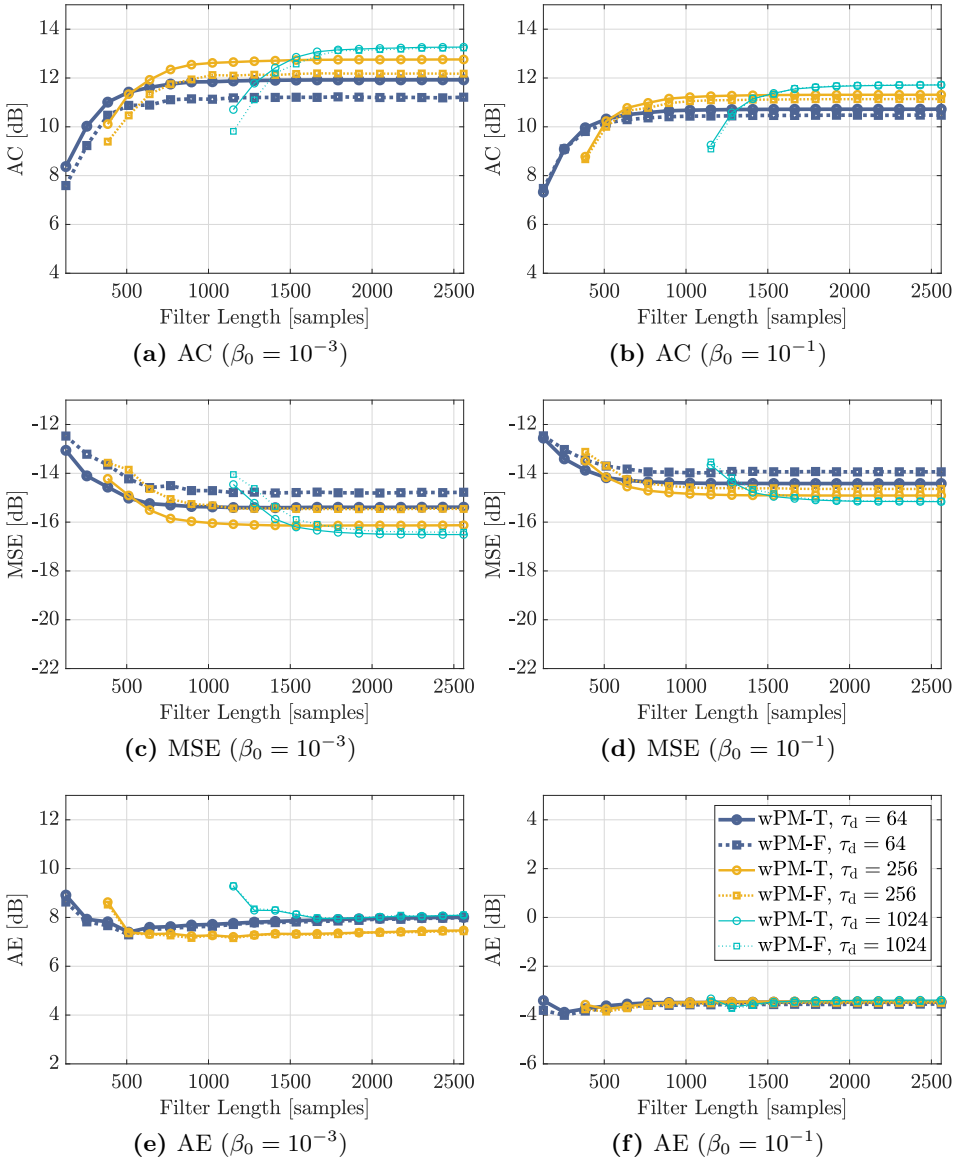 14
12
10
8
6
4
AC [dB]
500 1000 1500 2000 2500
Filter Length [samples]
(a) AC (β₀ = 10⁻³)
14
12
10
8
6
4
AC [dB]
500 1000 1500 2000 2500
Filter Length [samples]
(b) AC (β₀ = 10⁻¹)
-12
-14
-16
-18
-20
-22
MSE [dB]
500 1000 1500 2000 2500
Filter Length [samples]
(c) MSE (β₀ = 10⁻³)
-12
-14
-16
-18
-20
-22
MSE [dB]
500 1000 1500 2000 2500
Filter Length [samples]
(d) MSE (β₀ = 10⁻¹)
12
10
8
6
4
2
AE [dB]
500 1000 1500 2000 2500
Filter Length [samples]
(e) AE (β₀ = 10⁻³)
4
2
0
-2
-4
-6
AE [dB]
wPM-T, τ_d = 64
wPM-F, τ_d = 64
wPM-T, τ_d = 256
wPM-F, τ_d = 256
wPM-T, τ_d = 1024
wPM-F, τ_d = 1024
500 1000 1500 2000 2500
Filter Length [samples]
(f) AE (β₀ = 10⁻¹)